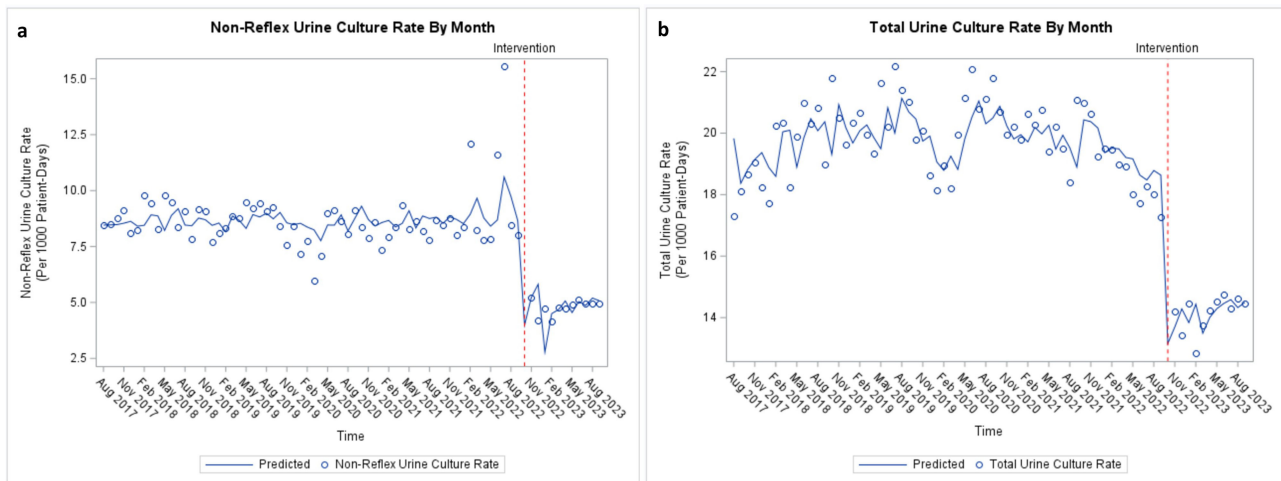 a
Non-Reflex Urine Culture Rate By Month
Intervention
Non-Reflex Urine Culture Rate
(Per 1000 Patient-Days)
15.0
12.5
10.0
7.5
5.0
2.5
Aug 2017
Nov 2017
Feb 2018
May 2018
Aug 2018
Nov 2018
Feb 2019
May 2019
Aug 2019
Nov 2019
Feb 2020
May 2020
Aug 2020
Nov 2020
Feb 2021
May 2021
Aug 2021
Nov 2021
Feb 2022
May 2022
Aug 2022
Nov 2022
Feb 2023
May 2023
Aug 2023
Time
Predicted
Non-Reflex Urine Culture Rate
b
Total Urine Culture Rate By Month
Intervention
Total Urine Culture Rate
(Per 1000 Patient-Days)
22
20
18
16
14
Aug 2017
Nov 2017
Feb 2018
May 2018
Aug 2018
Nov 2018
Feb 2019
May 2019
Aug 2019
Nov 2019
Feb 2020
May 2020
Aug 2020
Nov 2020
Feb 2021
May 2021
Aug 2021
Nov 2021
Feb 2022
May 2022
Aug 2022
Nov 2022
Feb 2023
May 2023
Aug 2023
Time
Predicted
Total Urine Culture Rate